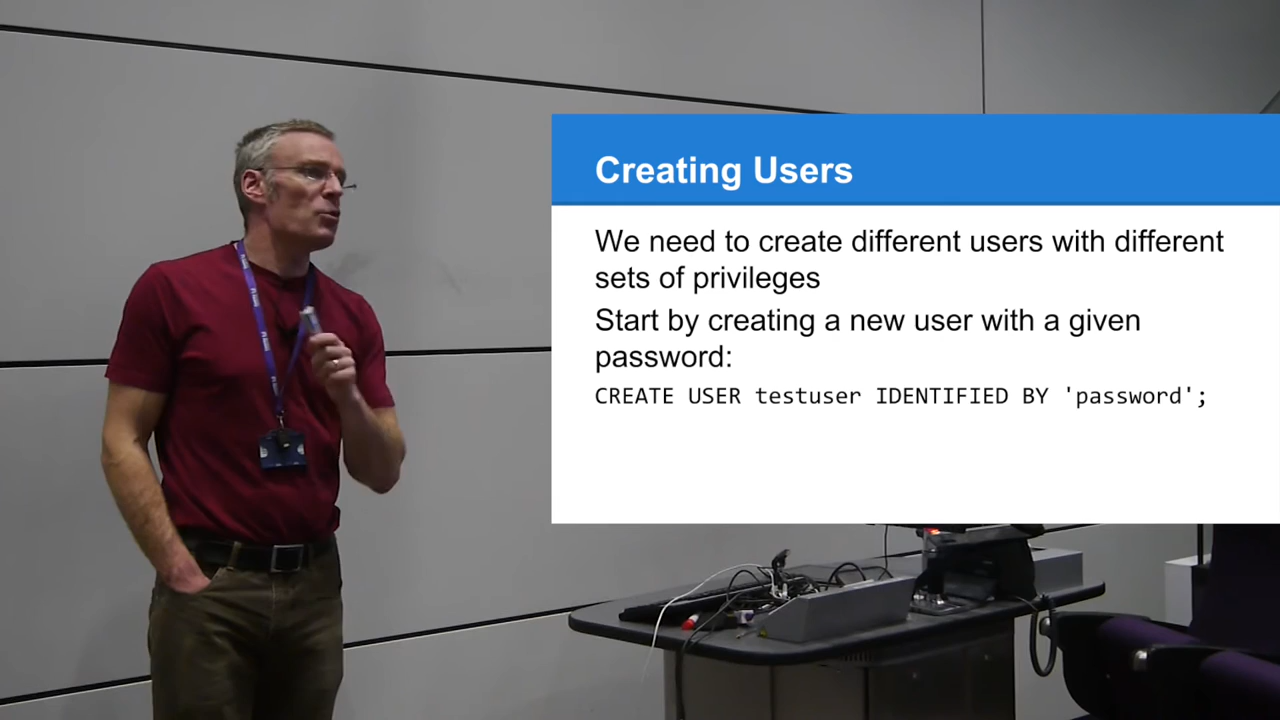 Creating Users
We need to create different users with different
sets of privileges
Start by creating a new user with a given
password:
CREATE USER testuser IDENTIFIED BY 'password';